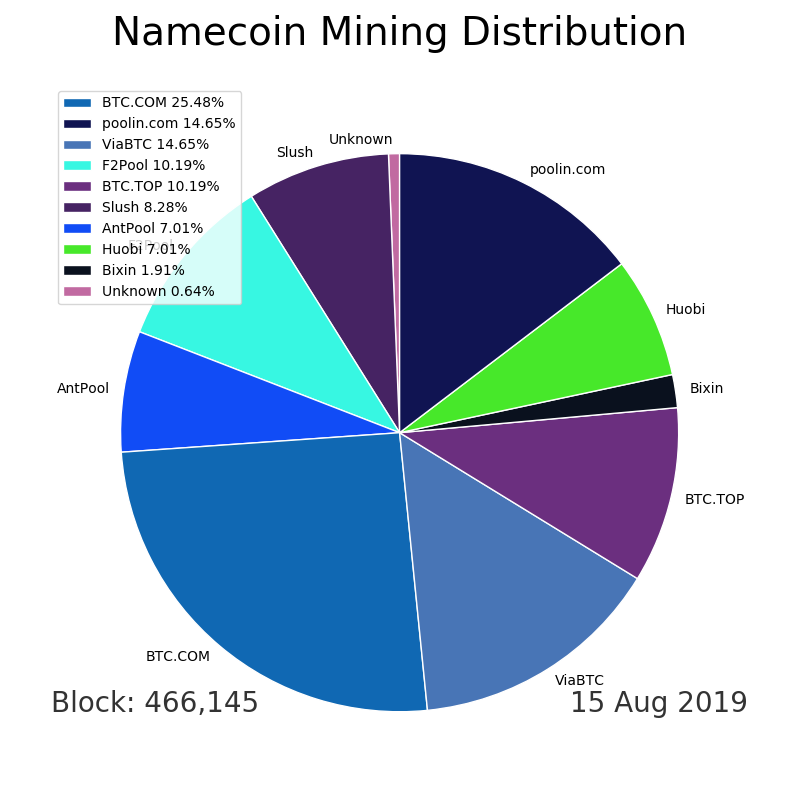 Namecoin Mining Distribution
BTC.COM 25.48%
poolin.com 14.65%
ViaBTC 14.65%
F2Pool 10.19%
BTC.TOP 10.19%
Slush 8.28%
AntPool 7.01%
Huobi 7.01%
Bixin 1.91%
Unknown 0.64%
Unknown
Slush
poolin.com
F2Pool
Huobi
AntPool
Bixin
BTC.TOP
BTC.COM
ViaBTC
Block: 466,145
15 Aug 2019